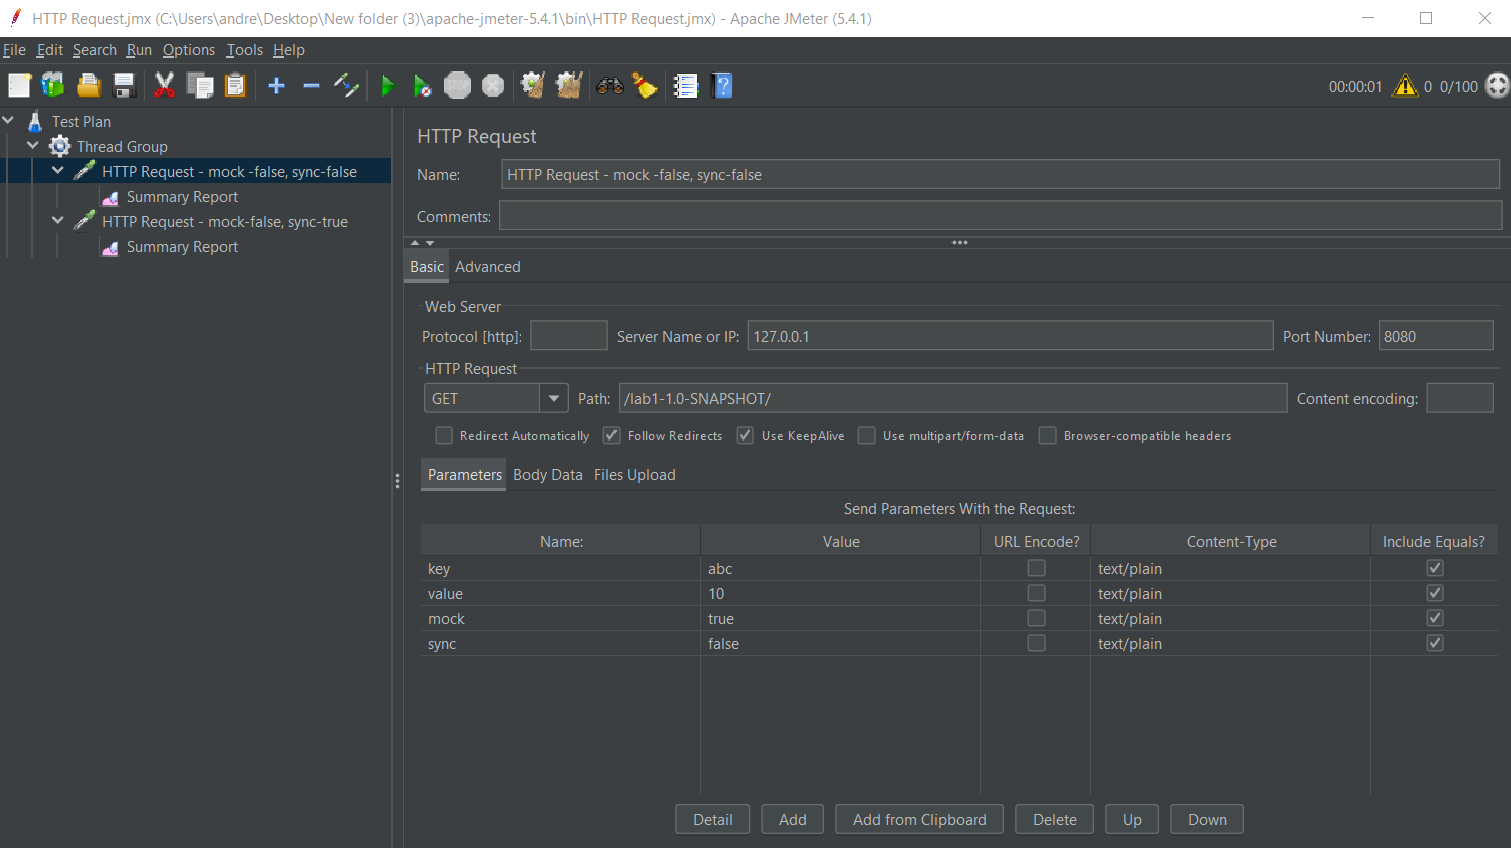 HTTP Request.jmx (C:\Users\andre\Desktop\New folder (3)\apache-jmeter-5.4.1\bin\HTTP Request.jmx) - Apache JMeter (5.4.1)
File Edit Search Run Options Tools Help
STOP 00:00:01 0 0/100
Test Plan
Thread Group
HTTP Request - mock -false, sync-false
Summary Report
HTTP Request - mock-false, sync-true
Summary Report
HTTP Request
Name: HTTP Request - mock -false, sync-false
Comments:
Basic Advanced
Web Server
Protocol [http]: Server Name or IP: 127.0.0.1 Port Number: 8080
HTTP Request
GET Path: /lab1-1.0-SNAPSHOT/ Content encoding:
Redirect Automatically Follow Redirects Use KeepAlive Use multipart/form-data Browser-compatible headers
Parameters Body Data Files Upload
Send Parameters With the Request:
Name: Value URL Encode? Content-Type Include Equals?
key abc text/plain
value 10 text/plain
mock true text/plain
sync false text/plain
Detail Add Add from Clipboard Delete Up Down